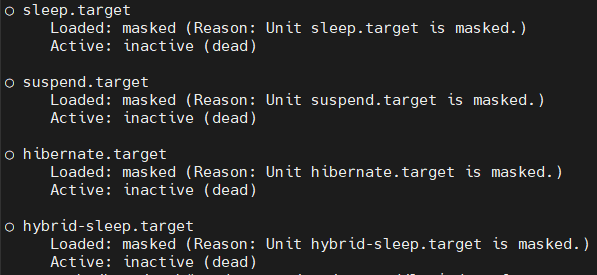 ○ sleep.target
Loaded: masked (Reason: Unit sleep.target is masked.)
Active: inactive (dead)
○ suspend.target
Loaded: masked (Reason: Unit suspend.target is masked.)
Active: inactive (dead)
○ hibernate.target
Loaded: masked (Reason: Unit hibernate.target is masked.)
Active: inactive (dead)
○ hybrid-sleep.target
Loaded: masked (Reason: Unit hybrid-sleep.target is masked.)
Active: inactive (dead)